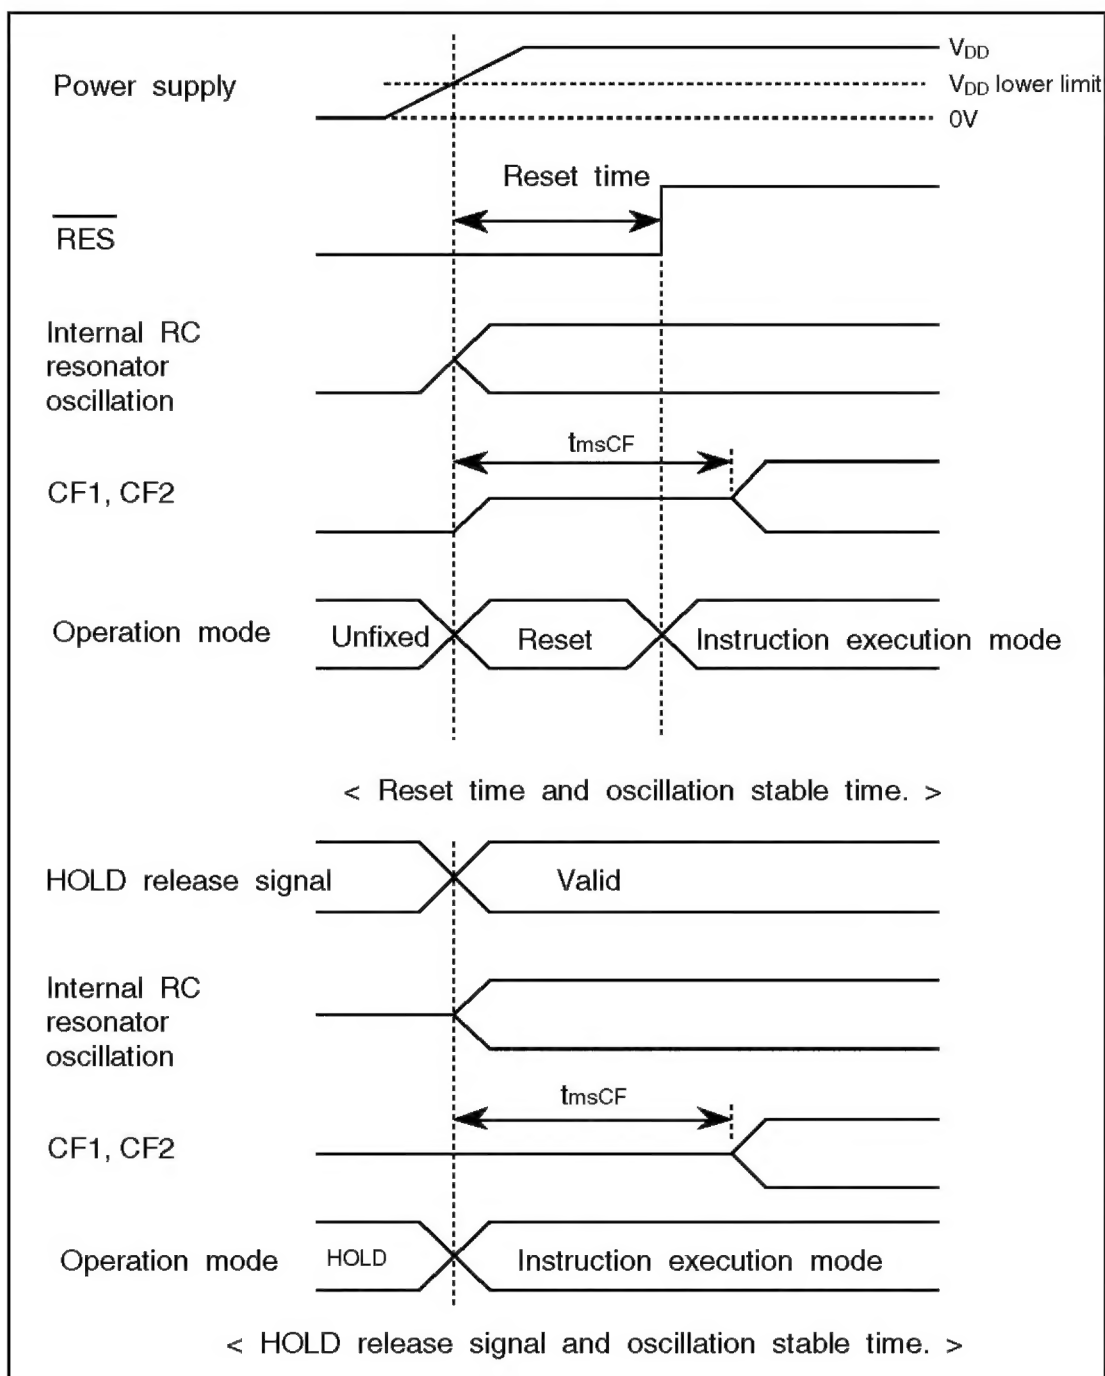 Power supply
VDD
VDD lower limit
0V
Reset time
RES
Internal RC
resonator
oscillation
tmsCF
CF1, CF2
Operation mode
Unfixed
Reset
Instruction execution mode
< Reset time and oscillation stable time. >
HOLD release signal
Valid
Internal RC
resonator
oscillation
tmsCF
CF1, CF2
Operation mode
HOLD
Instruction execution mode
< HOLD release signal and oscillation stable time. >